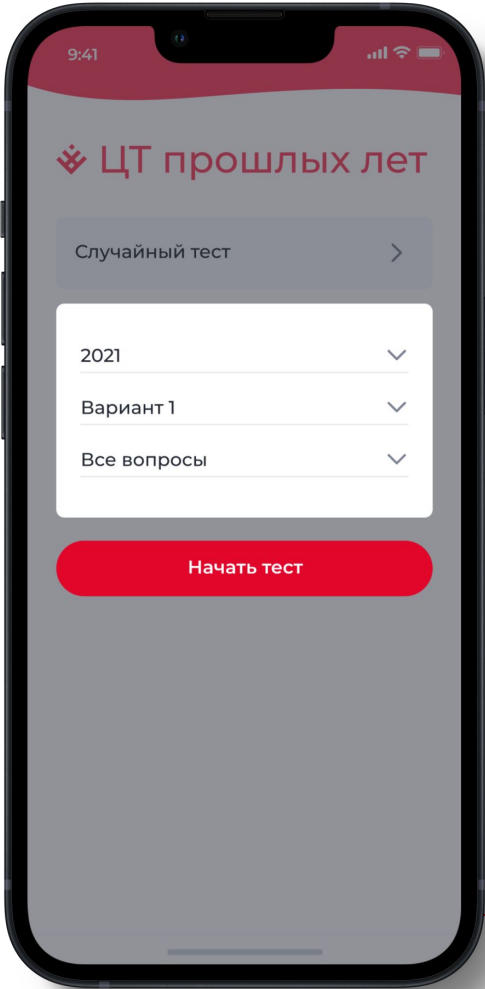 9:41
ЦТ прошлых лет
Случайный тест
2021
Вариант 1
Все вопросы
Начать тест